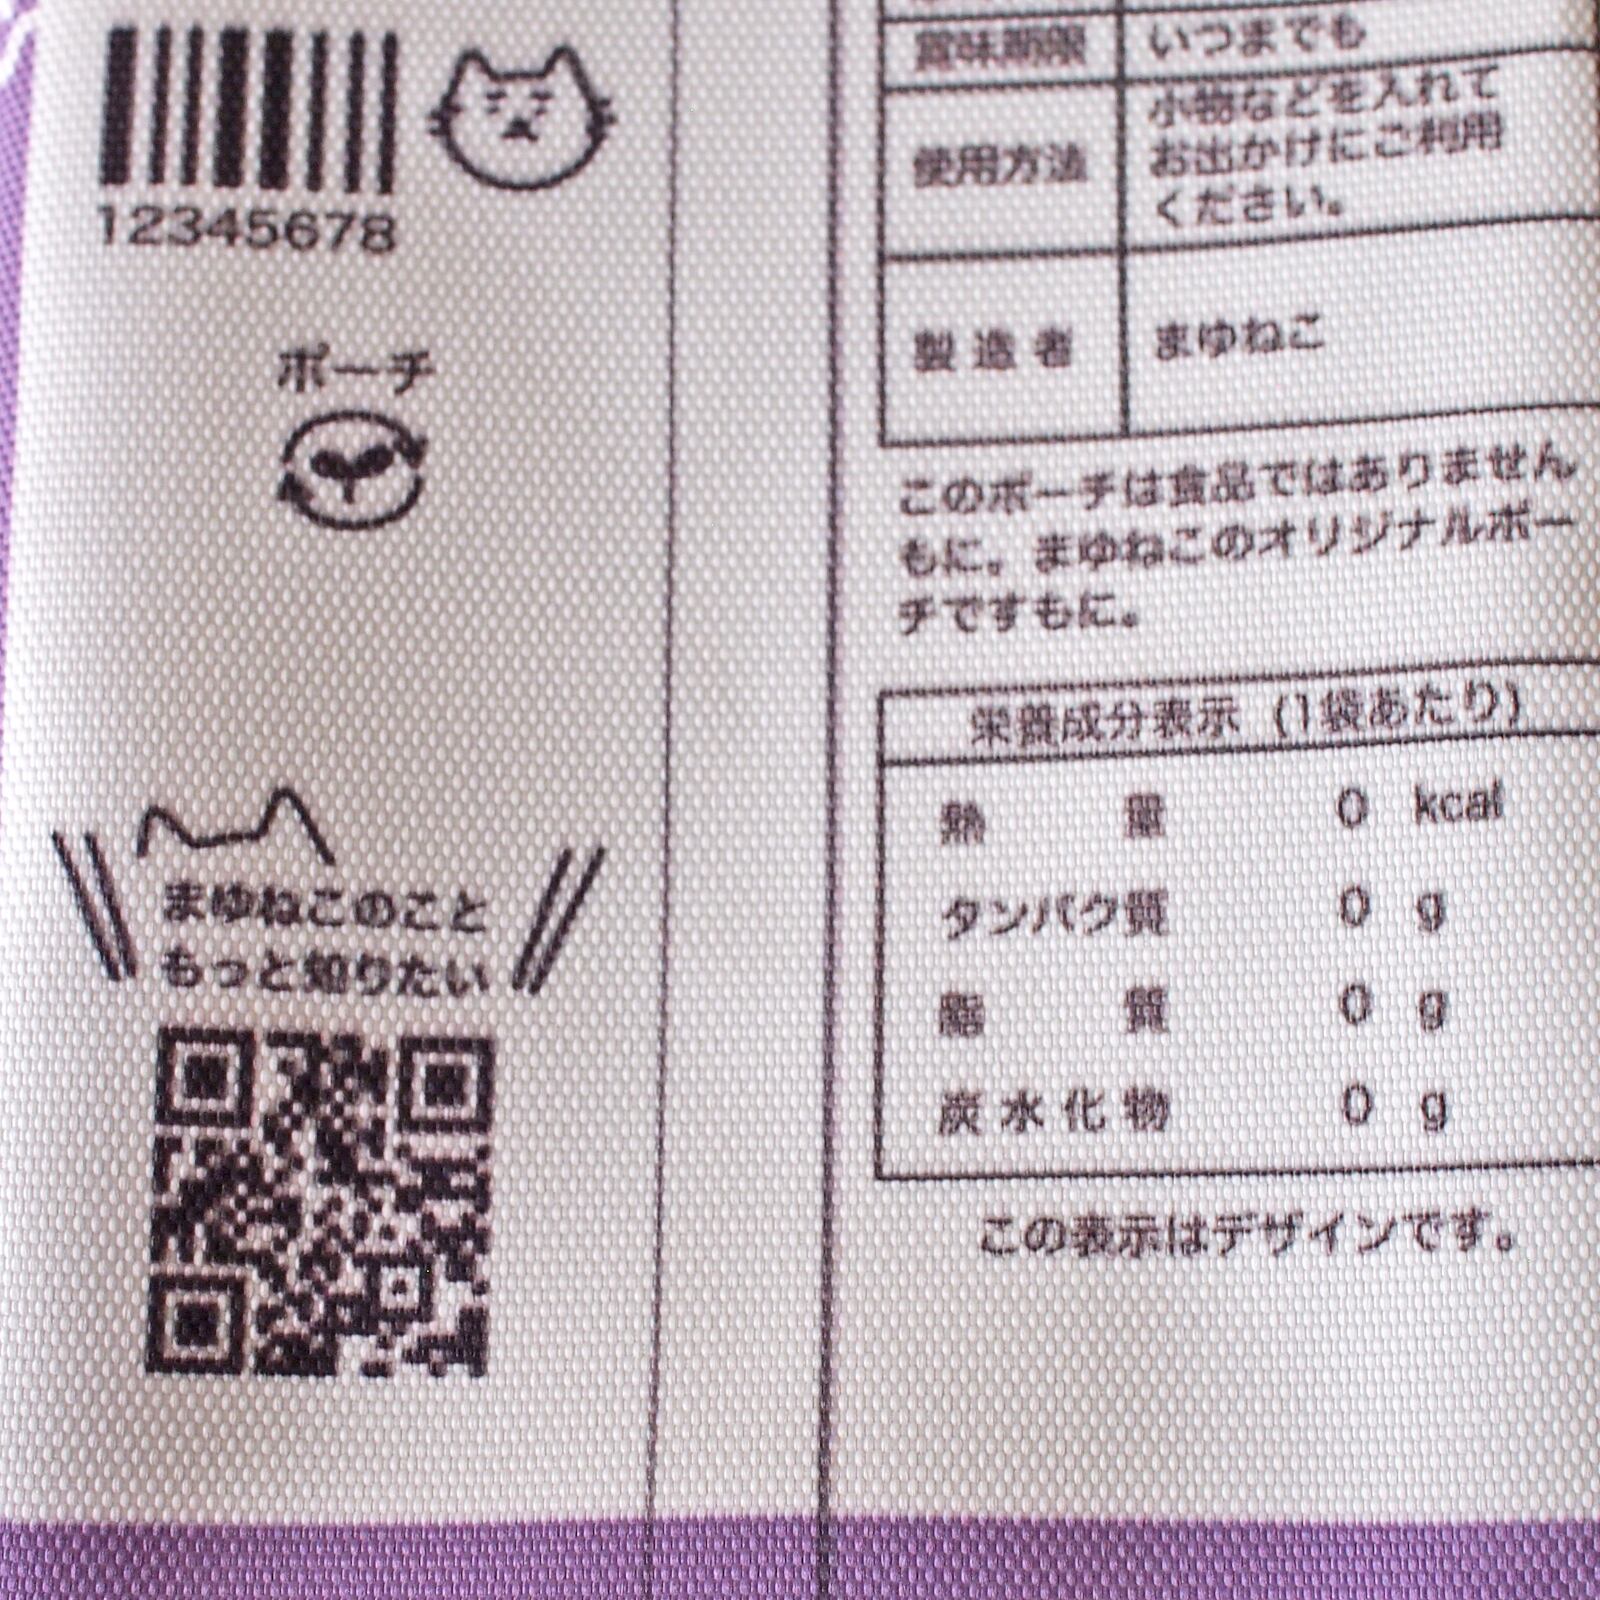 12345678
ポーチ
まゆねこのこと
もっと知りたい
賞味期限 いつまでも
使用方法 小物などを入れて
お出かけにご利用
ください。
製造者 まゆねこ
このポーチは食品ではありません
もに。まゆねこのオリジナルポー
チですもに。
栄養成分表示 (1袋あたり)
熱量 0 kcal
タンパク質 0 g
脂質 0 g
炭水化物 0 g
この表示はデザインです。